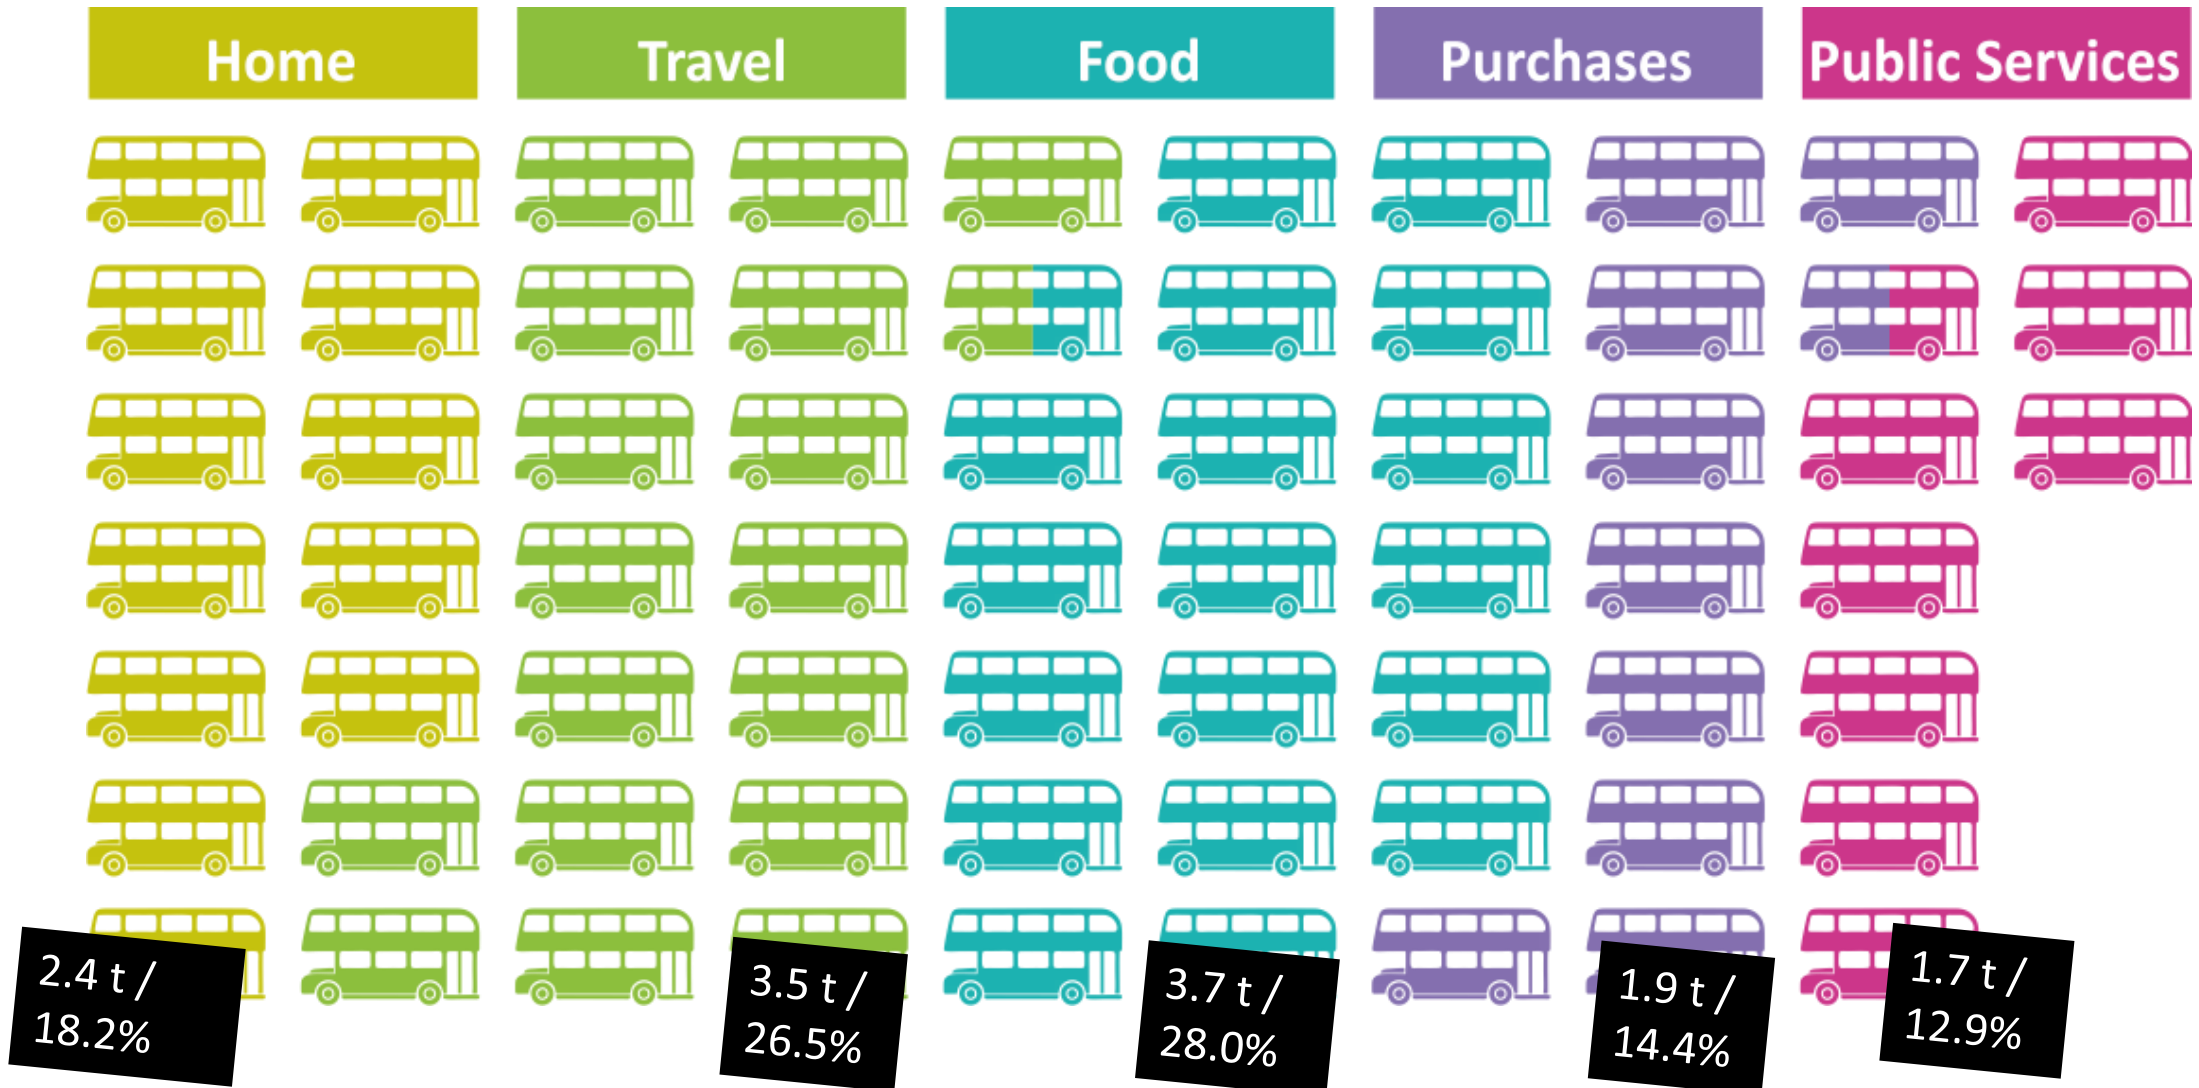 Home
Travel
Food
Purchases
Public Services
2.4 t /
18.2%
3.5 t /
26.5%
3.7 t /
28.0%
1.9 t /
14.4%
1.7 t /
12.9%